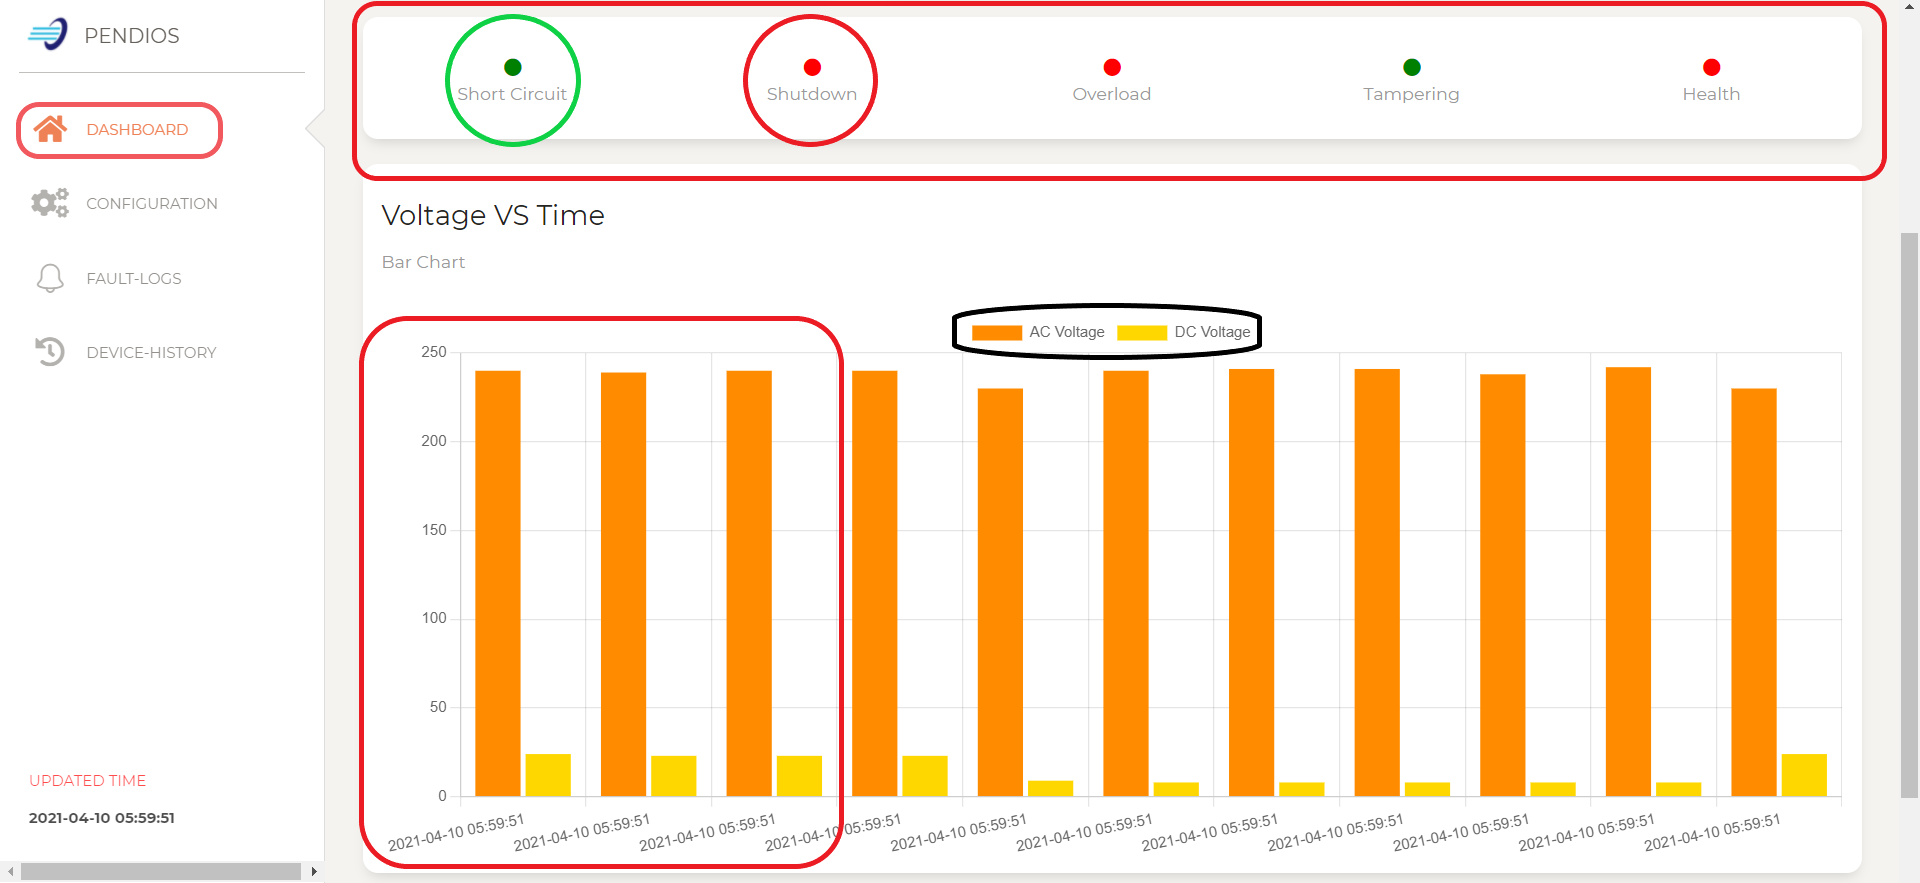 PENDIOS
DASHBOARD
CONFIGURATION
FAULT-LOGS
DEVICE-HISTORY
UPDATED TIME
2021-04-10 05:59:51
Short Circuit
Shutdown
Overload
Tampering
Health
Voltage VS Time
Bar Chart
AC Voltage
DC Voltage
250
200
150
100
50
0
2021-04-10 05:59:51
2021-04-10 05:59:51
2021-04-10 05:59:51
2021-04-10 05:59:51
2021-04-10 05:59:51
2021-04-10 05:59:51
2021-04-10 05:59:51
2021-04-10 05:59:51
2021-04-10 05:59:51
2021-04-10 05:59:51
2021-04-10 05:59:51